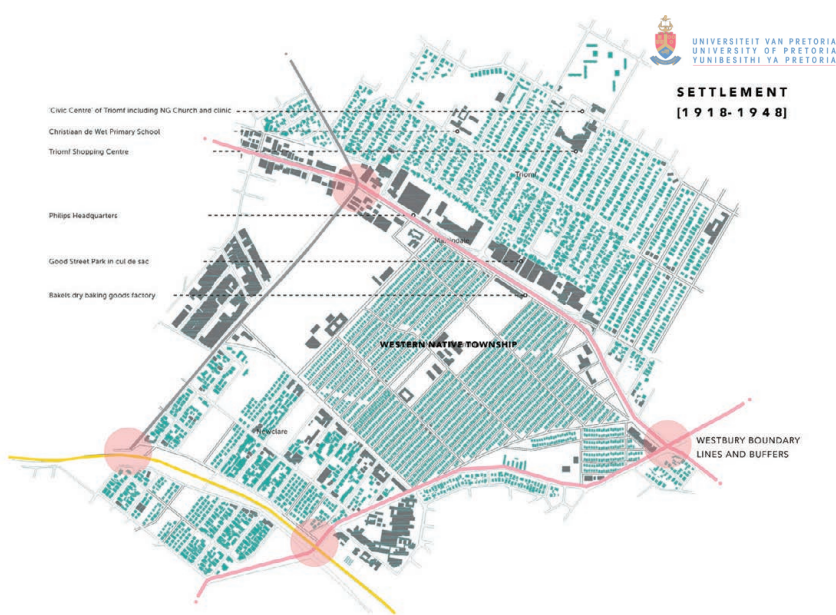 UNIVERSITEIT VAN PRETORIA
UNIVERSITY OF PRETORIA
YUNIBESITHI YA PRETORIA
SETTLEMENT
[1918-1948]
'Civic Centre' of Triomf including NG Church and clinic
Christiaan de Wet Primary School
Triomf Shopping Centre
Triomf
Philips Headquarters
Martindale
Good Street Park in cul de sac
Bakels dry baking goods factory
WESTERN NATIVE TOWNSHIP
Newclare
WESTBURY BOUNDARY
LINES AND BUFFERS